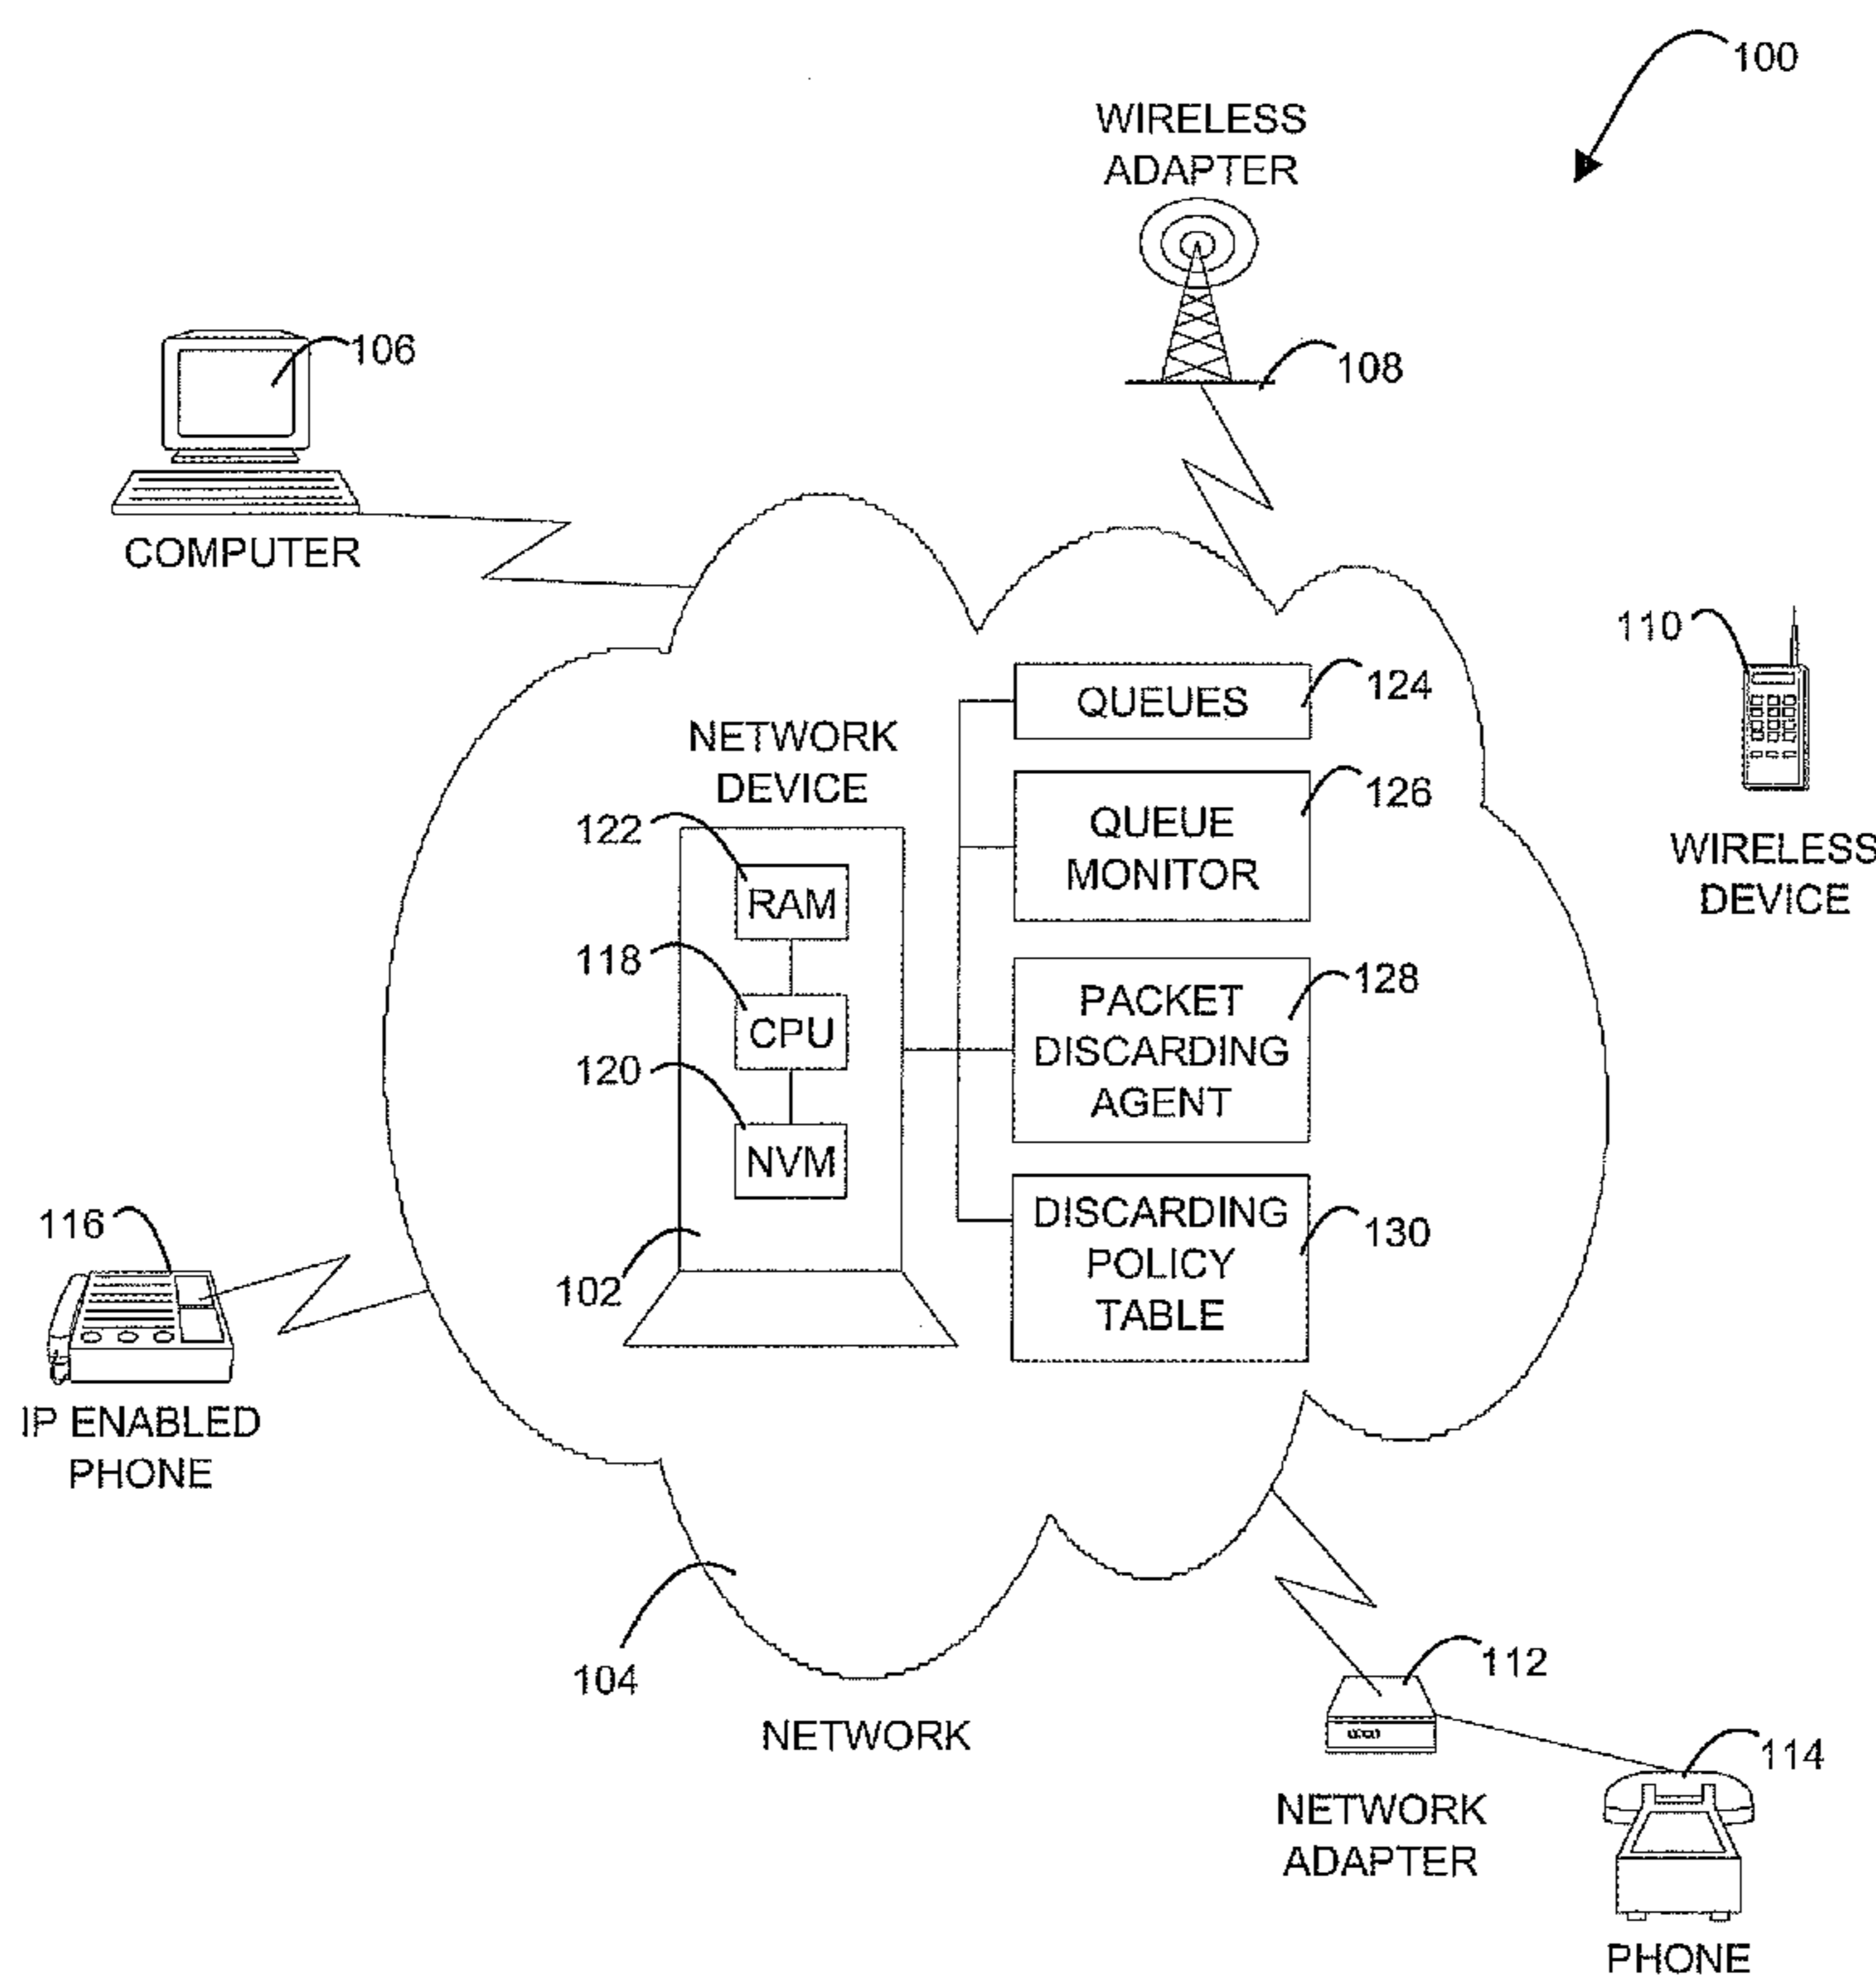 100
WIRELESS
ADAPTER
106
108
COMPUTER
110
WIRELESS
DEVICE
NETWORK
DEVICE
122
RAM
118
CPU
120
NVM
102
QUEUES
124
QUEUE
MONITOR
126
PACKET
DISCARDING
AGENT
128
DISCARDING
POLICY
TABLE
130
116
IP ENABLED
PHONE
104
NETWORK
112
NETWORK
ADAPTER
114
PHONE